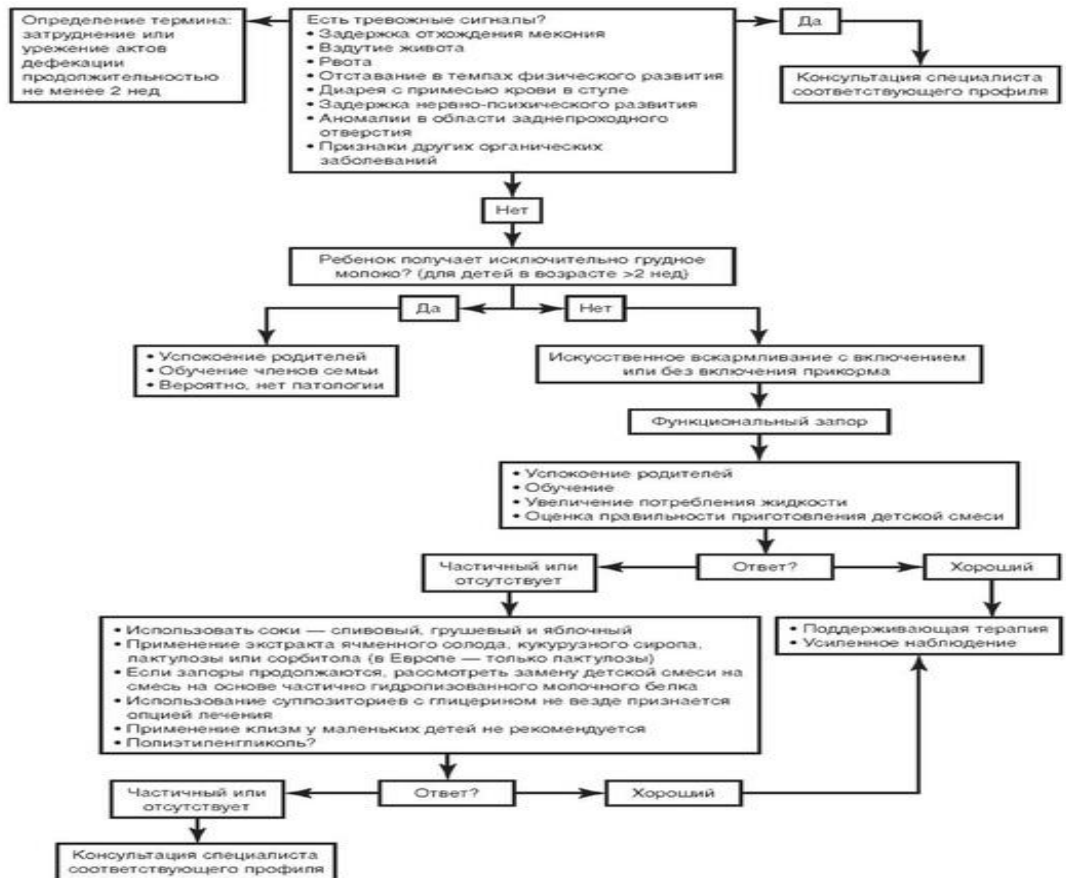 Определение термина:
затруднение или
урежение актов
дефекации
продолжительностью
не менее 2 нед
Есть тревожные сигналы?
• Задержка отхождения мекония
• Вздутие живота
• Рвота
• Отставание в темпах физического развития
• Диарея с примесью крови в стуле
• Задержка нервно-психического развития
• Аномалии в области заднепроходного
отверстия
• Признаки других органических
заболеваний
Да
Консультация специалиста
соответствующего профиля
Нет
Ребенок получает исключительно грудное
молоко? (для детей в возрасте >2 нед)
Да
Нет
• Успокоение родителей
• Обучение членов семьи
• Вероятно, нет патологии
Искусственное вскармливание с включением
или без включения прикорма
Функциональный запор
• Успокоение родителей
• Обучение
• Увеличение потребления жидкости
• Оценка правильности приготовления детской смеси
Частичный или
отсутствует
Ответ?
Хороший
• Использовать соки — сливовый, грушевый и яблочный
• Применение экстракта ячменного солода, кукурузного сиропа,
лактулозы или сорбитола (в Европе — только лактулозы)
• Если запоры продолжаются, рассмотреть замену детской смеси на
смесь на основе частично гидролизованного молочного белка
• Использование суппозиториев с глицерином не везде признается
опцией лечения
• Применение клизм у маленьких детей не рекомендуется
• Полиэтиленгликоль?
• Поддерживающая терапия
• Усиленное наблюдение
Частичный или
отсутствует
Ответ?
Хороший
Консультация специалиста
соответствующего профиля